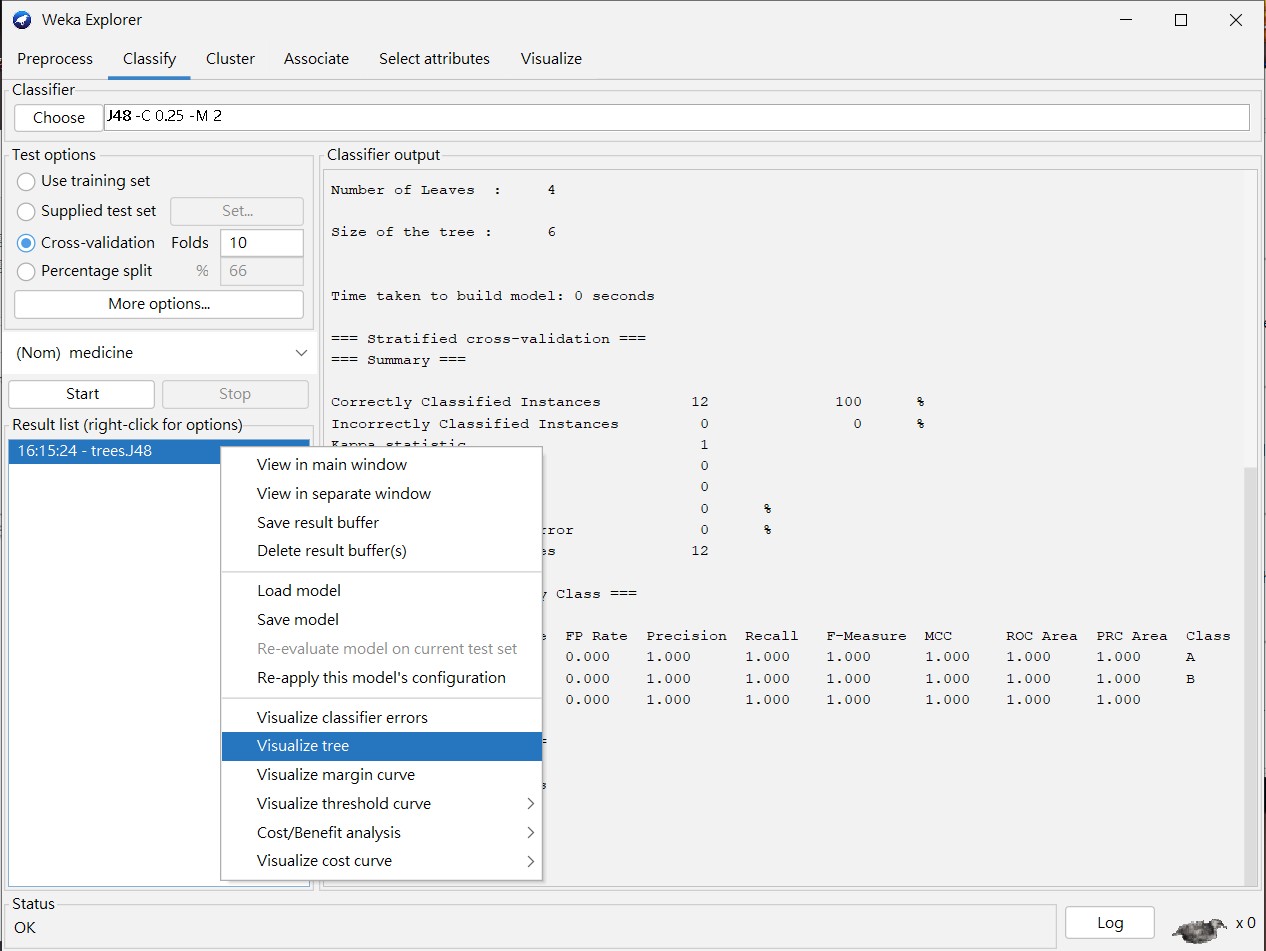 Weka Explorer
Preprocess Classify Cluster Associate Select attributes Visualize
Classifier
Choose J48 -C 0.25 -M 2
Test options
Use training set
Supplied test set Set...
Cross-validation Folds 10
Percentage split % 66
More options...
(Nom) medicine
Start Stop
Result list (right-click for options)
16:15:24 - trees.J48
View in main window
View in separate window
Save result buffer
Delete result buffer(s)
Load model
Save model
Re-evaluate model on current test set
Re-apply this model's configuration
Visualize classifier errors
Visualize tree
Visualize margin curve
Visualize threshold curve
Cost/Benefit analysis
Visualize cost curve
Classifier output
Number of Leaves : 4
Size of the tree : 6
Time taken to build model: 0 seconds
=== Stratified cross-validation ===
=== Summary ===
Correctly Classified Instances 12 100 %
Incorrectly Classified Instances 0 0 %
Kappa statistic 1
0
0
0 %
rror 0 %
es 12
y Class ===
e FP Rate Precision Recall F-Measure MCC ROC Area PRC Area Class
0.000 1.000 1.000 1.000 1.000 1.000 1.000 A
0.000 1.000 1.000 1.000 1.000 1.000 1.000 B
0.000 1.000 1.000 1.000 1.000 1.000 1.000
=
s
Status
OK
Log x 0